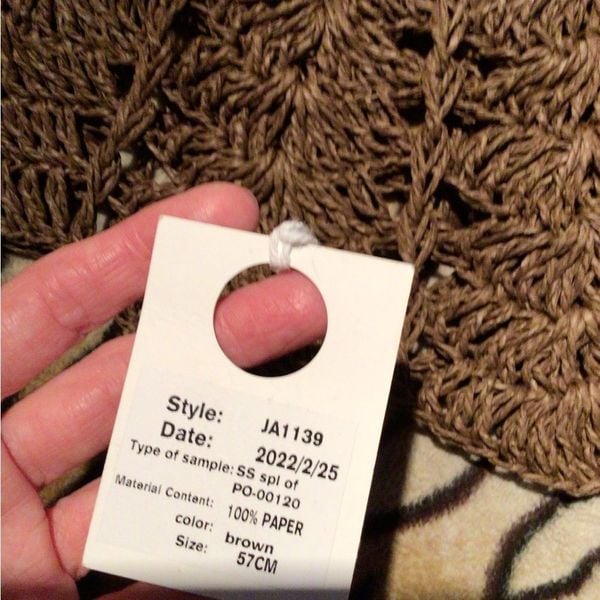 Style: JA1139
Date: 2022/2/25
Type of sample: SS spl of
PO-00120
Material Content: 100% PAPER
color: brown
Size: 57CM